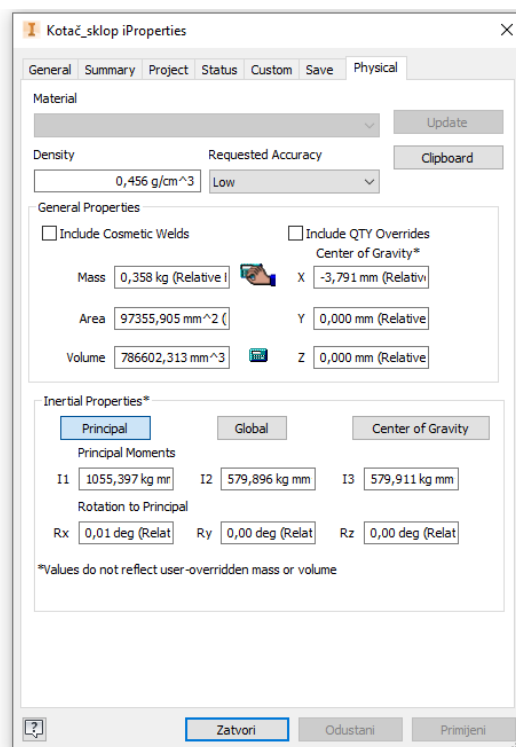 Kotač_sklop iProperties
General Summary Project Status Custom Save Physical
Material
Update
Density Requested Accuracy
Clipboard
0,456 g/cm^3 Low
General Properties
Include Cosmetic Welds Include QTY Overrides
Center of Gravity*
Mass 0,358 kg (Relative X -3,791 mm (Relativ
Area 97355,905 mm^2 ( Y 0,000 mm (Relative
Volume 786602,313 mm^3 Z 0,000 mm (Relative
Inertial Properties*
Principal Global Center of Gravity
Principal Moments
I1 1055,397 kg mr I2 579,896 kg mm I3 579,911 kg mm
Rotation to Principal
Rx 0,01 deg (Relat Ry 0,00 deg (Relat Rz 0,00 deg (Relat
*Values do not reflect user-overridden mass or volume
?
Zatvori Odustani Primijeni